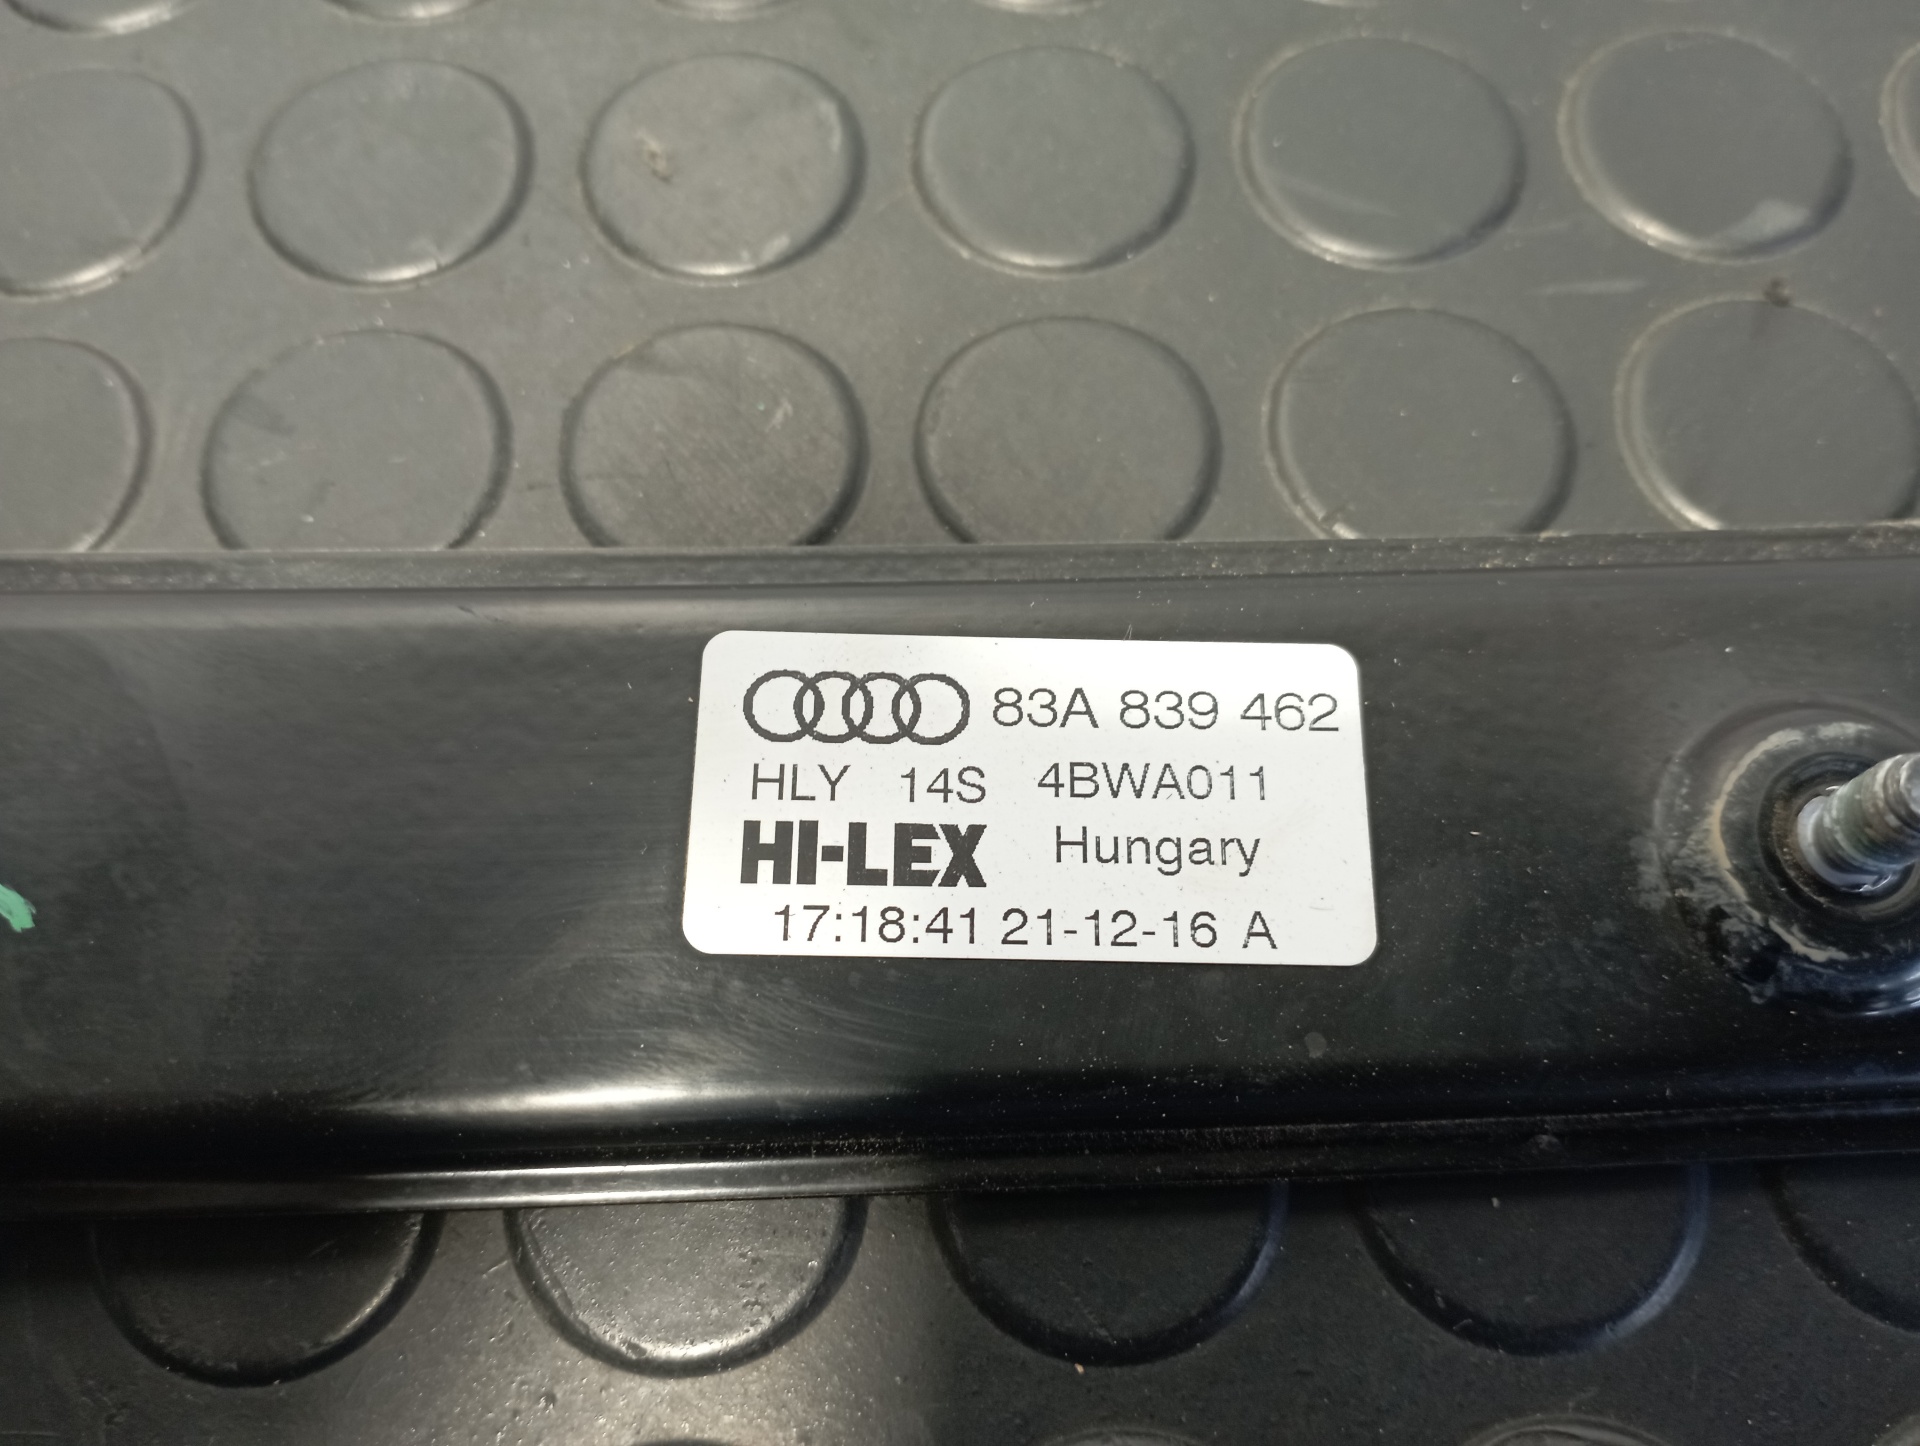 83A 839 462
HLY 14S 4BWA011
HI-LEX Hungary
17:18:41 21-12-16 A